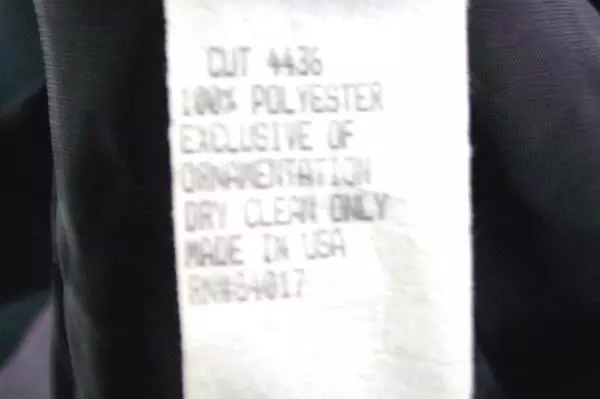 CUT 4436
100% POLYESTER
EXCLUSIVE OF
ORNAMENTATION
DRY CLEAN ONLY
MADE IN USA